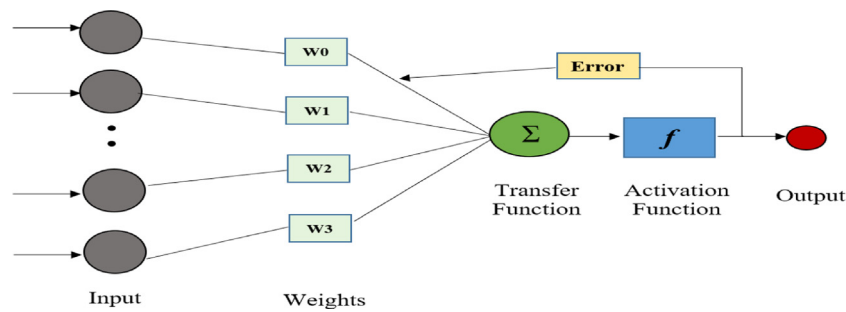 W0
Error
W1
Σ
f
W2
Transfer
Function
Activation
Function
Output
W3
Input
Weights